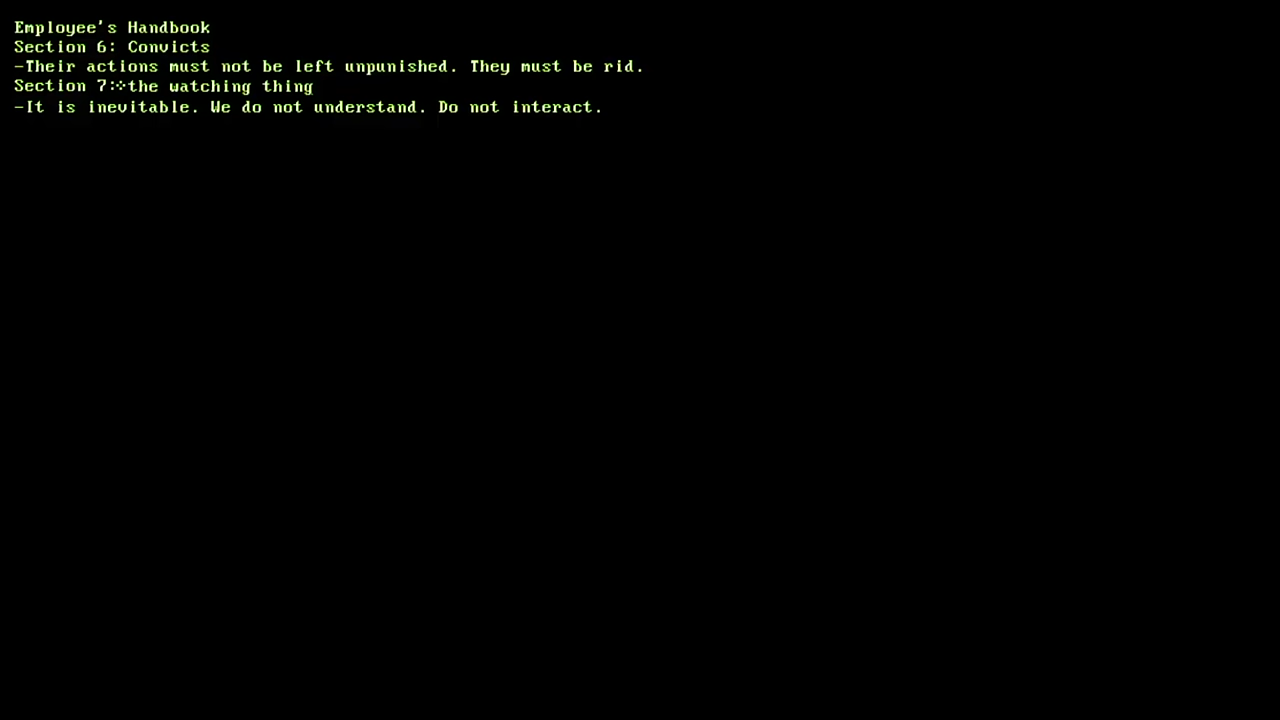 Employee's Handbook
Section 6: Convicts
-Their actions must not be left unpunished. They must be rid.
Section 7:⁘the watching thing
-It is inevitable. We do not understand. Do not interact.